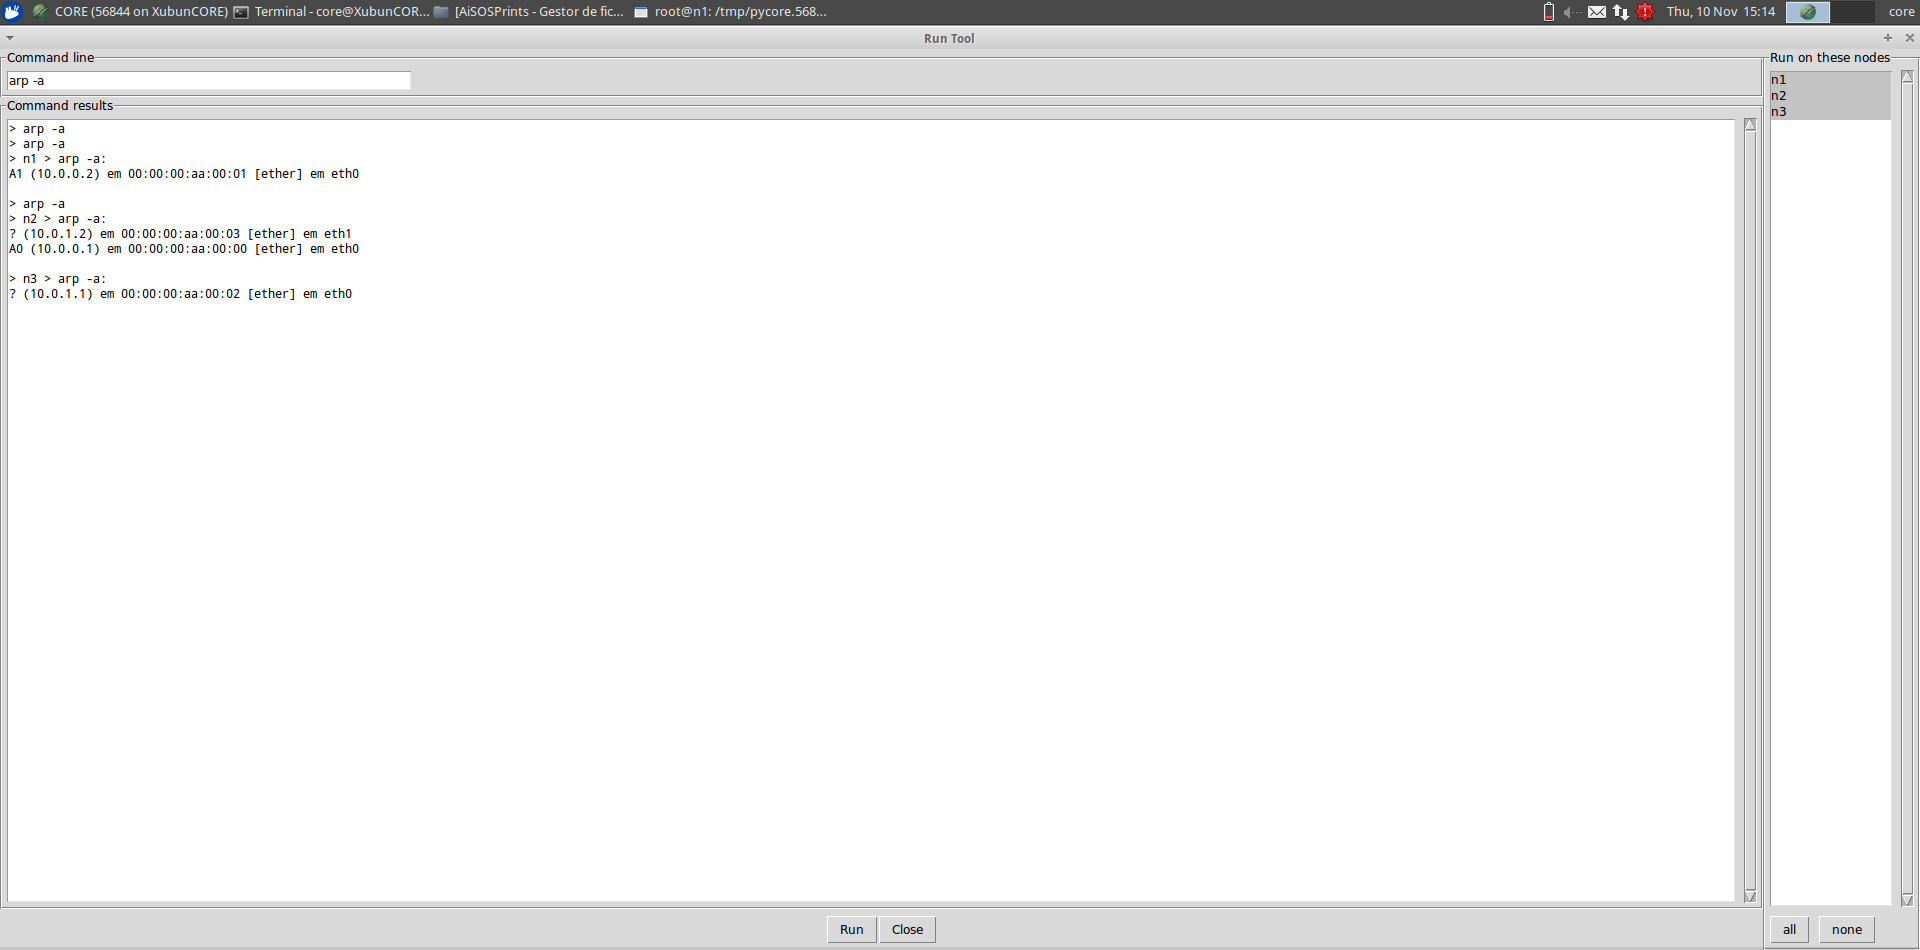 CORE (56844 on XubunCORE) Terminal - core@XubunCOR... [AiSOSPrints - Gestor de fic... root@n1: /tmp/pycore.568... Thu, 10 Nov 15:14 core
Run Tool
Command line
arp -a
Command results
> arp -a
> arp -a
> n1 > arp -a:
A1 (10.0.0.2) em 00:00:00:aa:00:01 [ether] em eth0
> arp -a
> n2 > arp -a:
? (10.0.1.2) em 00:00:00:aa:00:03 [ether] em eth1
A0 (10.0.0.1) em 00:00:00:aa:00:00 [ether] em eth0
> n3 > arp -a:
? (10.0.1.1) em 00:00:00:aa:00:02 [ether] em eth0
Run Close
Run on these nodes
n1
n2
n3
all none